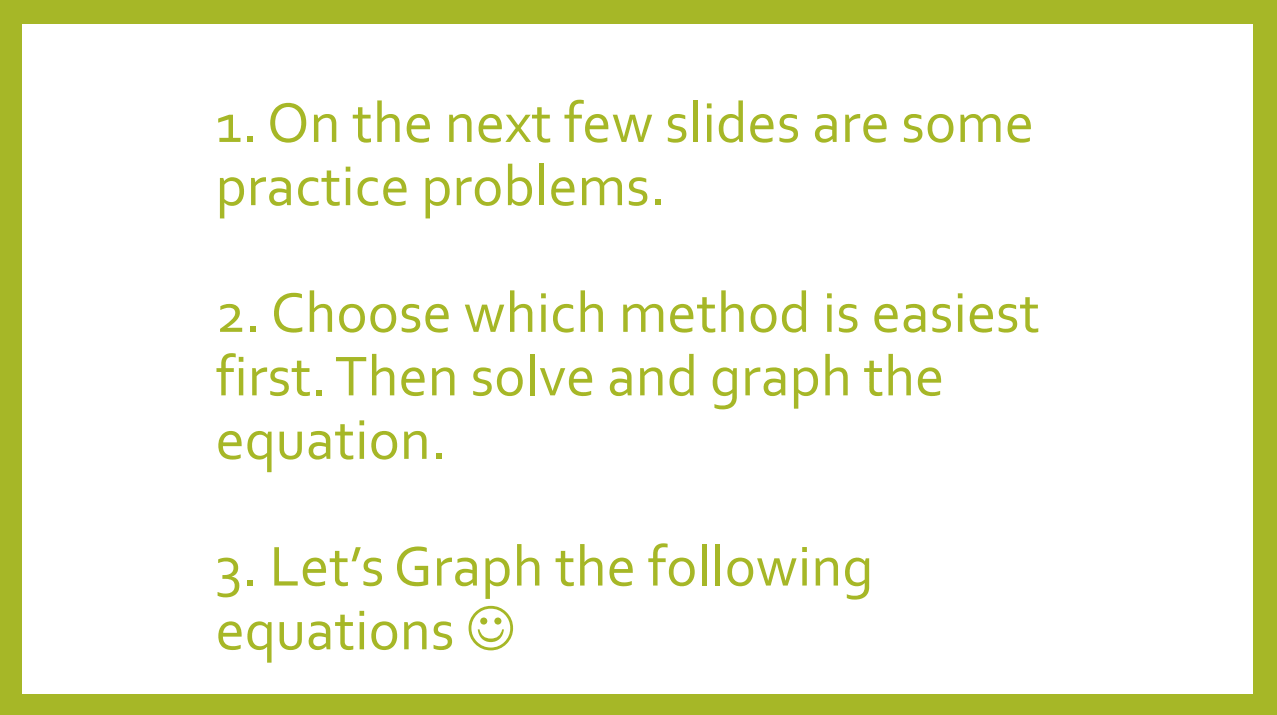 1. On the next few slides are some
practice problems.
2. Choose which method is easiest
first. Then solve and graph the
equation.
3. Let’s Graph the following
equations ☺